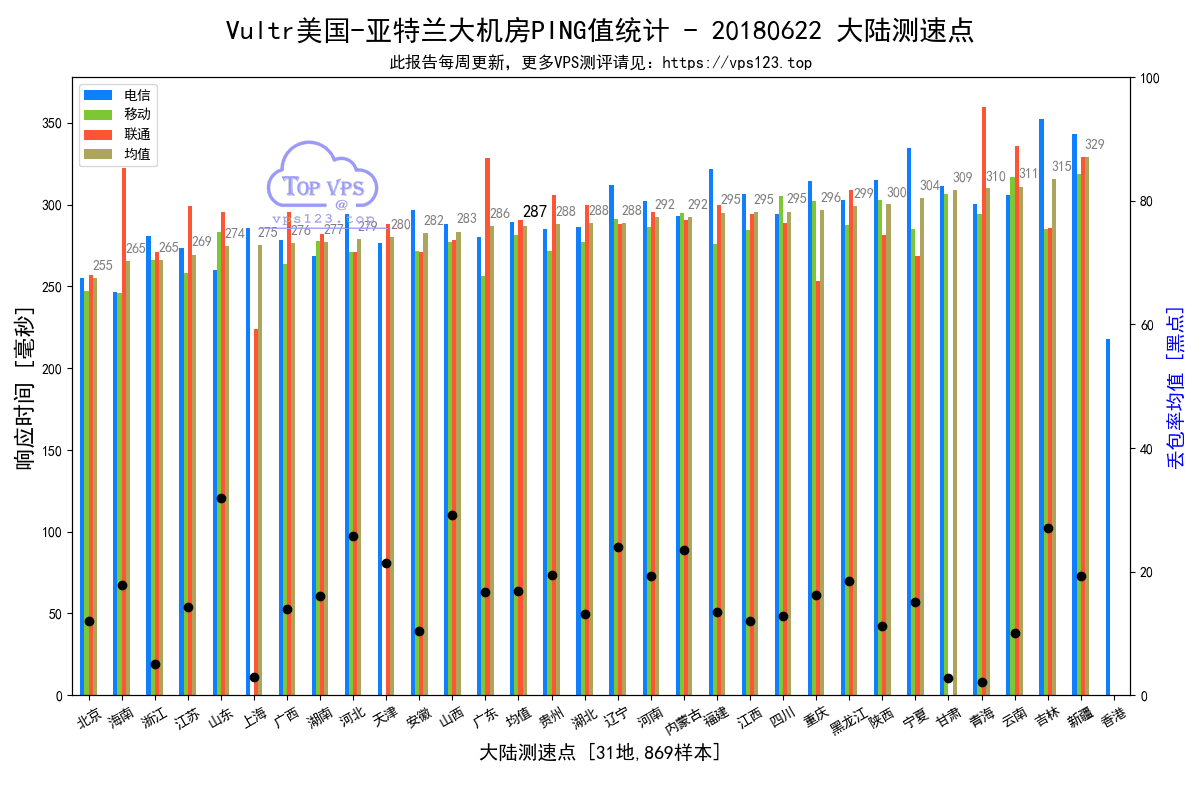 Vultr美国-亚特兰大机房PING值统计 - 20180622 大陆测速点
此报告每周更新，更多VPS测评请见：https://vps123.top
电信
移动
联通
均值
TOP VPS
@
vps123.top
响应时间 [毫秒]
350
300
250
200
150
100
50
0
255
265
265
269
274
275
276
277
279
280
282
283
286
287
288
288
288
292
292
295
295
295
296
299
300
304
309
310
311
315
329
100
80
60
40
20
0
丢包率均值 [黑点]
北京
海南
浙江
江苏
山东
上海
广西
湖南
河北
天津
安徽
山西
广东
均值
贵州
湖北
辽宁
河南
内蒙古
福建
江西
四川
重庆
黑龙江
陕西
宁夏
甘肃
青海
云南
吉林
新疆
香港
大陆测速点 [31地,869样本]